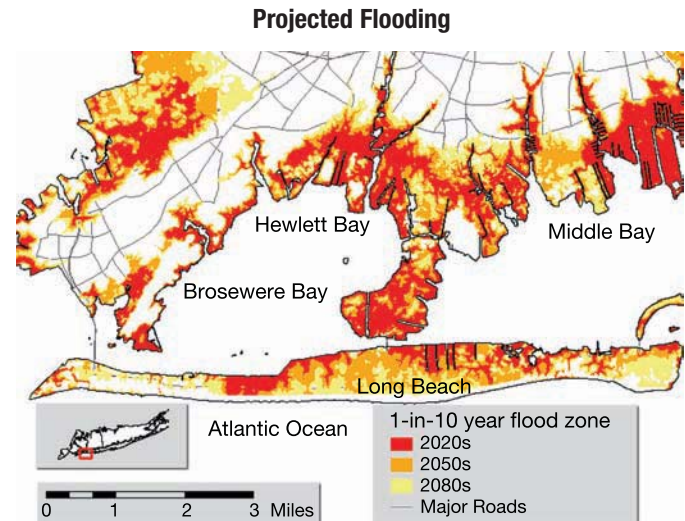 Projected Flooding
Hewlett Bay
Middle Bay
Brosewere Bay
Long Beach
Atlantic Ocean
1-in-10 year flood zone
2020s
2050s
2080s
Major Roads
0 1 2 3 Miles